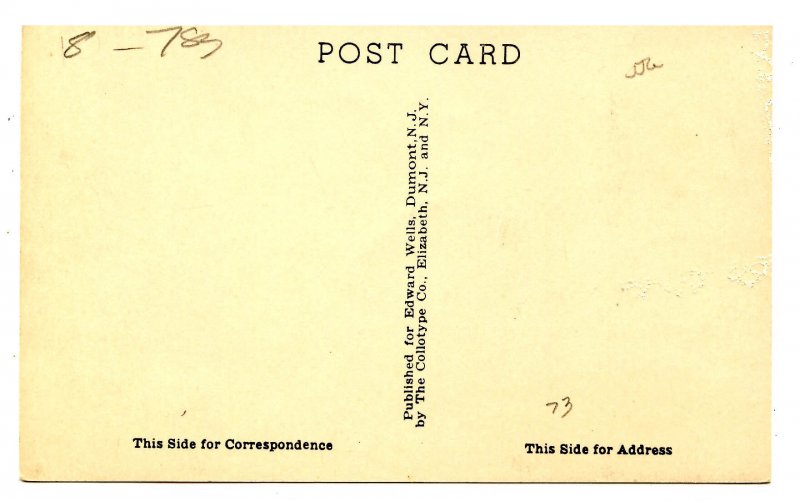 8 - 785
POST CARD
Published for Edward Wells, Dumont, N.J.
by The Collotype Co., Elizabeth, N.J. and N.Y.
73
This Side for Correspondence
This Side for Address